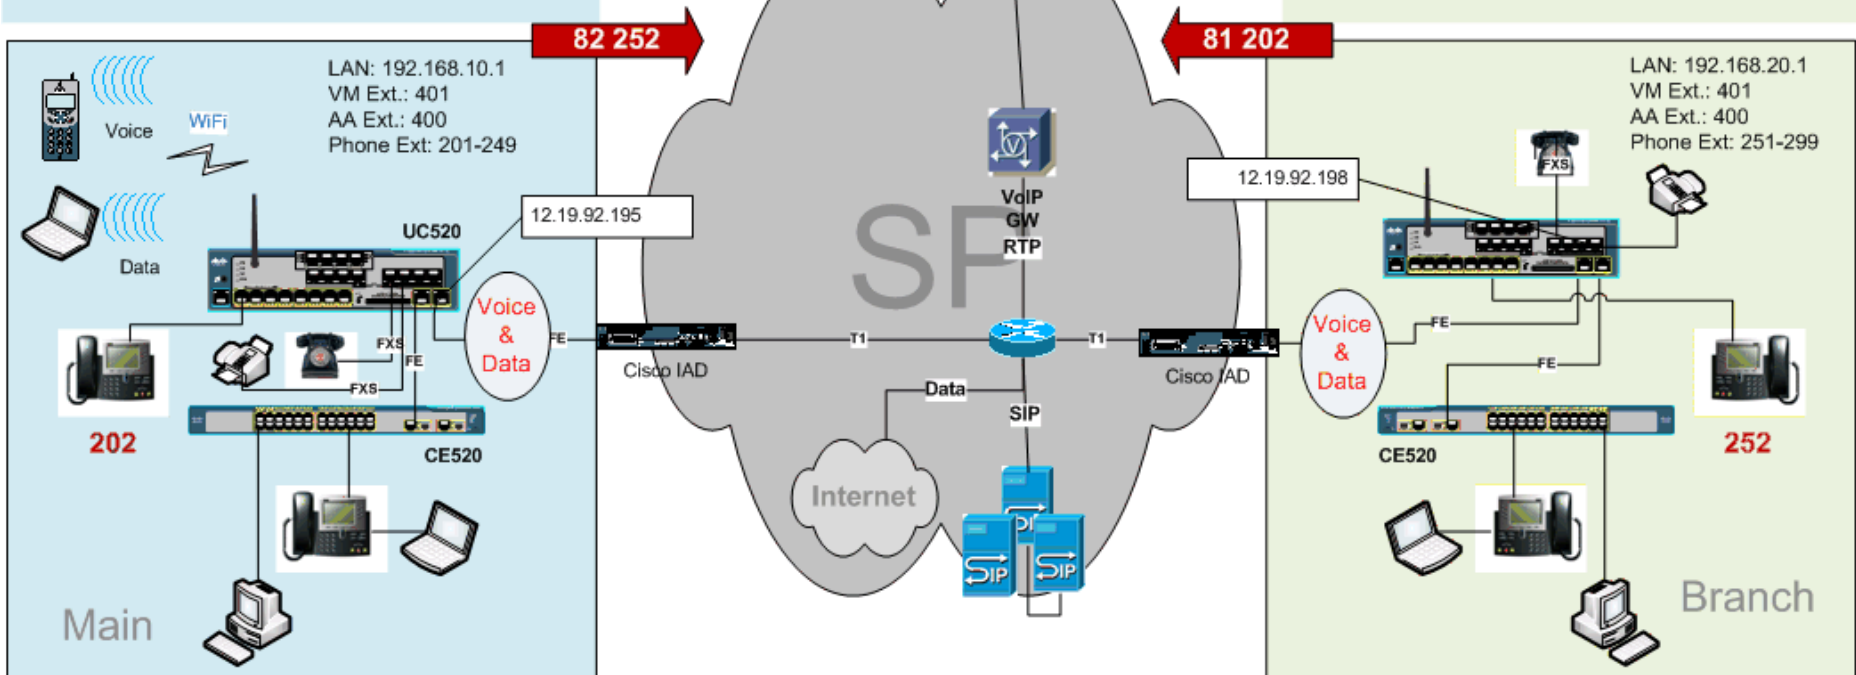 82 252
81 202
LAN: 192.168.10.1
VM Ext.: 401
AA Ext.: 400
Phone Ext: 201-249
Voice
WiFi
Data
UC520
12.19.92.195
Voice
&
Data
FE
FXS
FE
FXS
202
CE520
Main
Cisco IAD
T1
SP
VoIP
GW
RTP
T1
Data
SIP
Internet
SIP
SIP
Cisco IAD
LAN: 192.168.20.1
VM Ext.: 401
AA Ext.: 400
Phone Ext: 251-299
FXS
12.19.92.198
Voice
&
Data
FE
FE
252
CE520
Branch